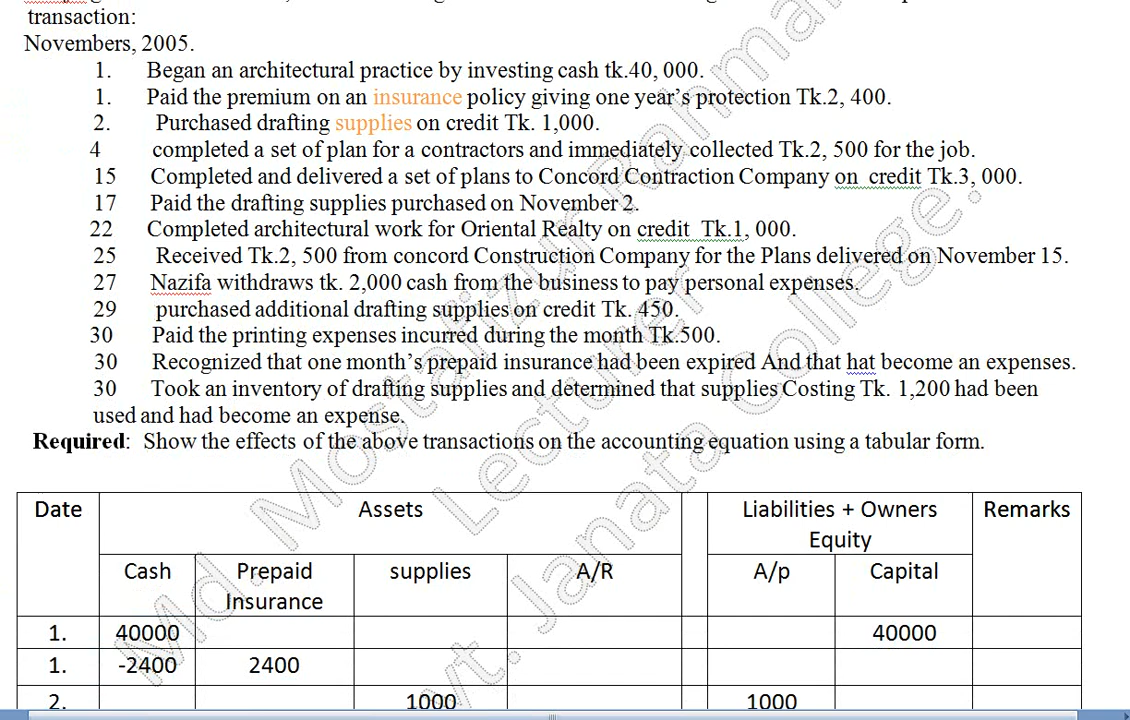 transaction:
Novembers, 2005.
1. Began an architectural practice by investing cash tk.40, 000.
1. Paid the premium on an insurance policy giving one year's protection Tk.2, 400.
2. Purchased drafting supplies on credit Tk. 1,000.
4 completed a set of plan for a contractors and immediately collected Tk.2, 500 for the job.
15 Completed and delivered a set of plans to Concord Contraction Company on credit Tk.3, 000.
17 Paid the drafting supplies purchased on November 2.
22 Completed architectural work for Oriental Realty on credit Tk.1, 000.
25 Received Tk.2, 500 from concord Construction Company for the Plans delivered on November 15.
27 Nazifa withdraws tk. 2,000 cash from the business to pay personal expenses.
29 purchased additional drafting supplies on credit Tk. 450.
30 Paid the printing expenses incurred during the month Tk.500.
30 Recognized that one month's prepaid insurance had been expired And that hat become an expenses.
30 Took an inventory of drafting supplies and determined that supplies Costing Tk. 1,200 had been
used and had become an expense.
Required: Show the effects of the above transactions on the accounting equation using a tabular form.
Date Assets Liabilities + Owners Equity Remarks
Cash Prepaid Insurance supplies A/R A/p Capital
1. 40000 40000
1. -2400 2400
2. 1000 1000
Md. Mostafizur Rahman
Lecturer
vt. Janata College.